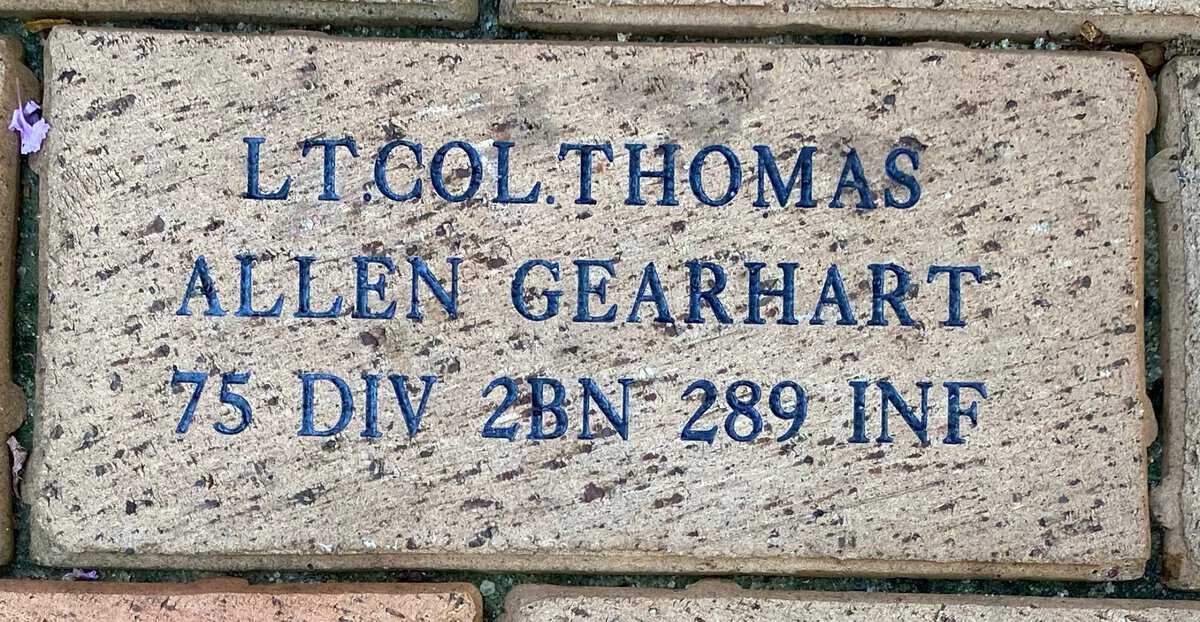 LT.COL.THOMAS
ALLEN GEARHART
75 DIV 2BN 289 INF